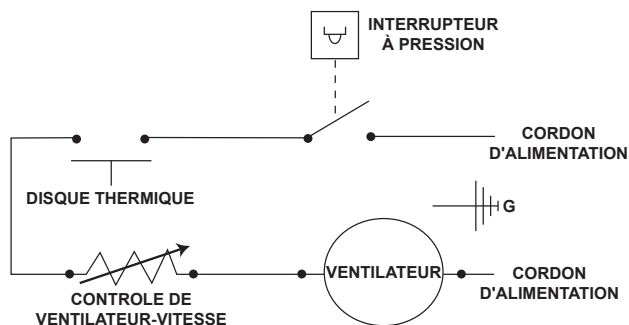 INTERRUPTEUR
À PRESSION
CORDON
D'ALIMENTATION
DISQUE THERMIQUE
G
VENTILATEUR
CORDON
D'ALIMENTATION
CONTROLE DE
VENTILATEUR-VITESSE